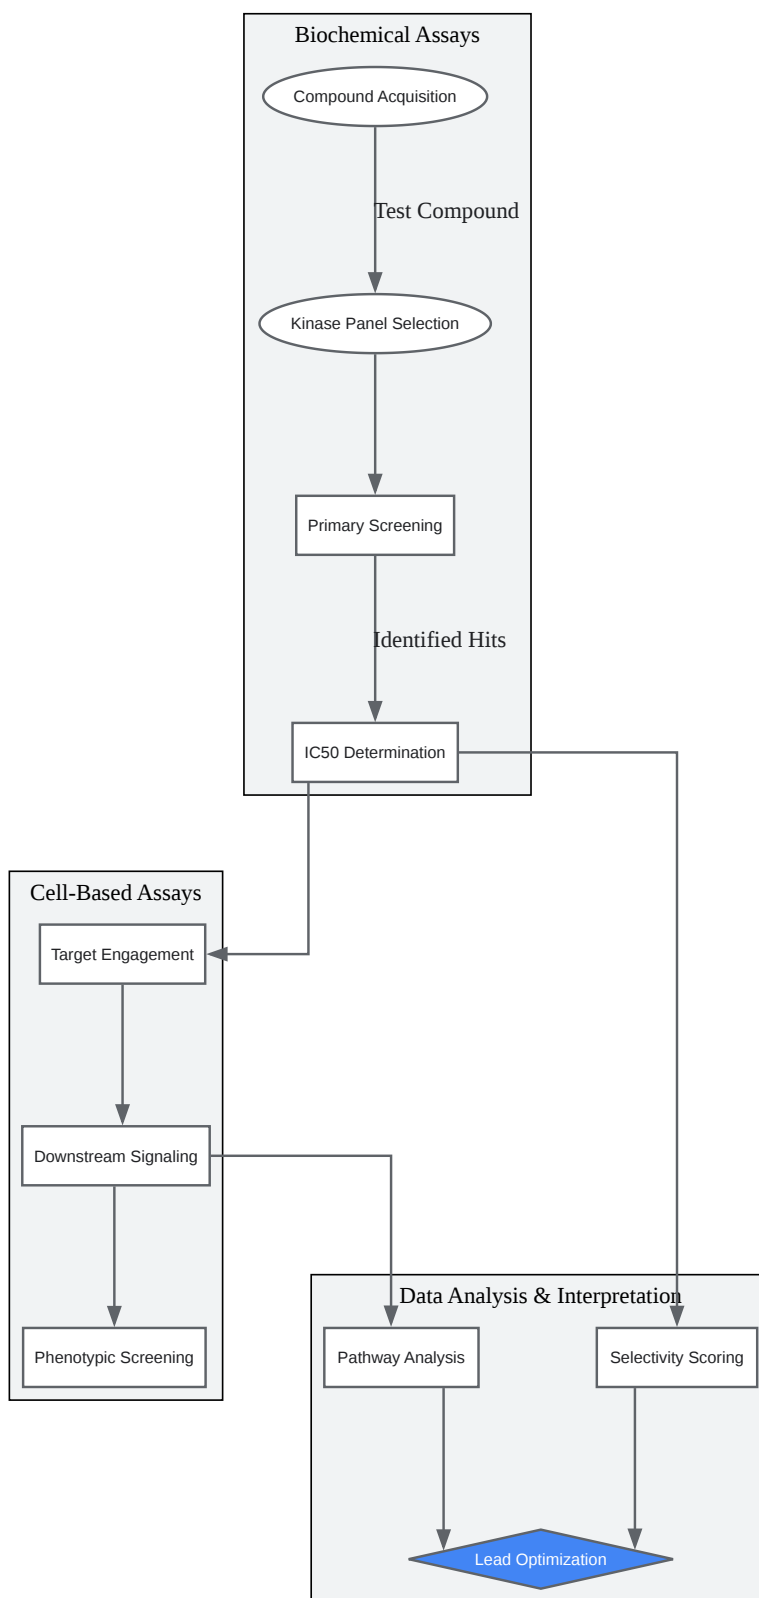 Biochemical Assays
Compound Acquisition
Test Compound
Kinase Panel Selection
Primary Screening
Identified Hits
IC50 Determination
Cell-Based Assays
Target Engagement
Downstream Signaling
Phenotypic Screening
Data Analysis & Interpretation
Pathway Analysis
Selectivity Scoring
Lead Optimization